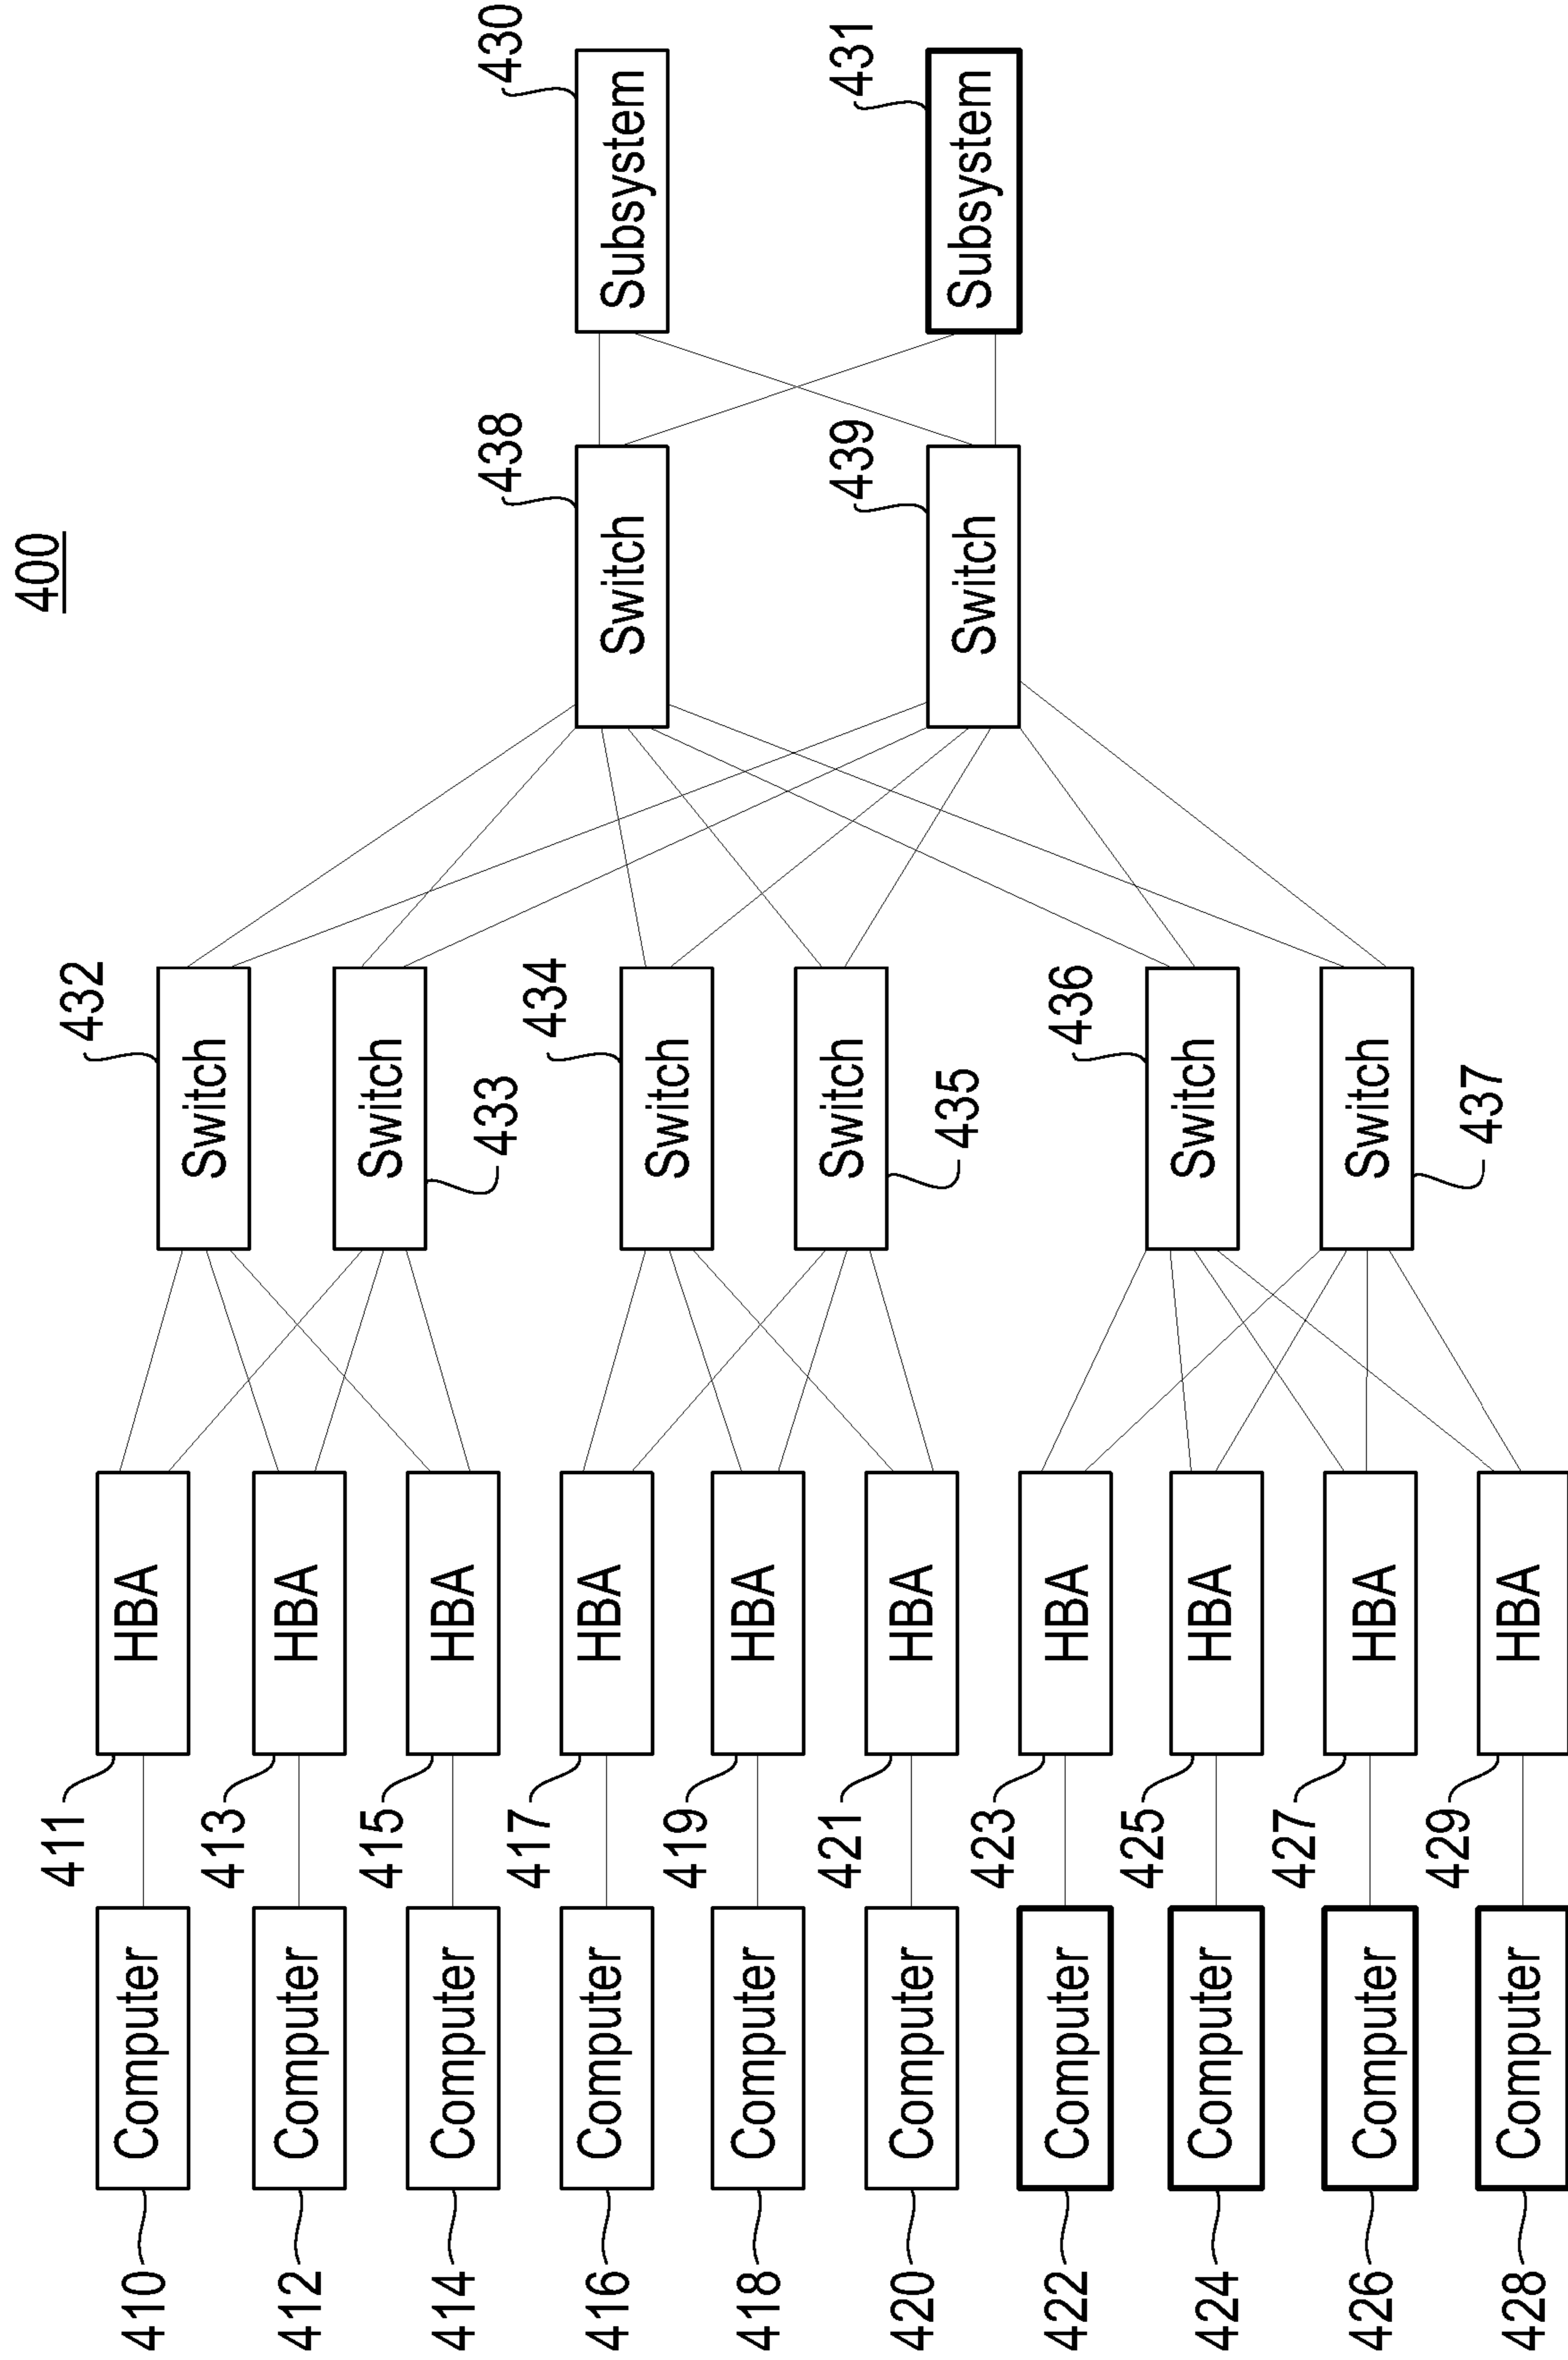 400
410
Computer
411
HBA
412
Computer
413
HBA
414
Computer
415
HBA
416
Computer
417
HBA
418
Computer
419
HBA
420
Computer
421
HBA
422
Computer
423
HBA
424
Computer
425
HBA
426
Computer
427
HBA
428
Computer
429
HBA
432
Switch
433
Switch
434
Switch
435
Switch
436
Switch
437
Switch
438
Switch
439
Switch
430
Subsystem
431
Subsystem